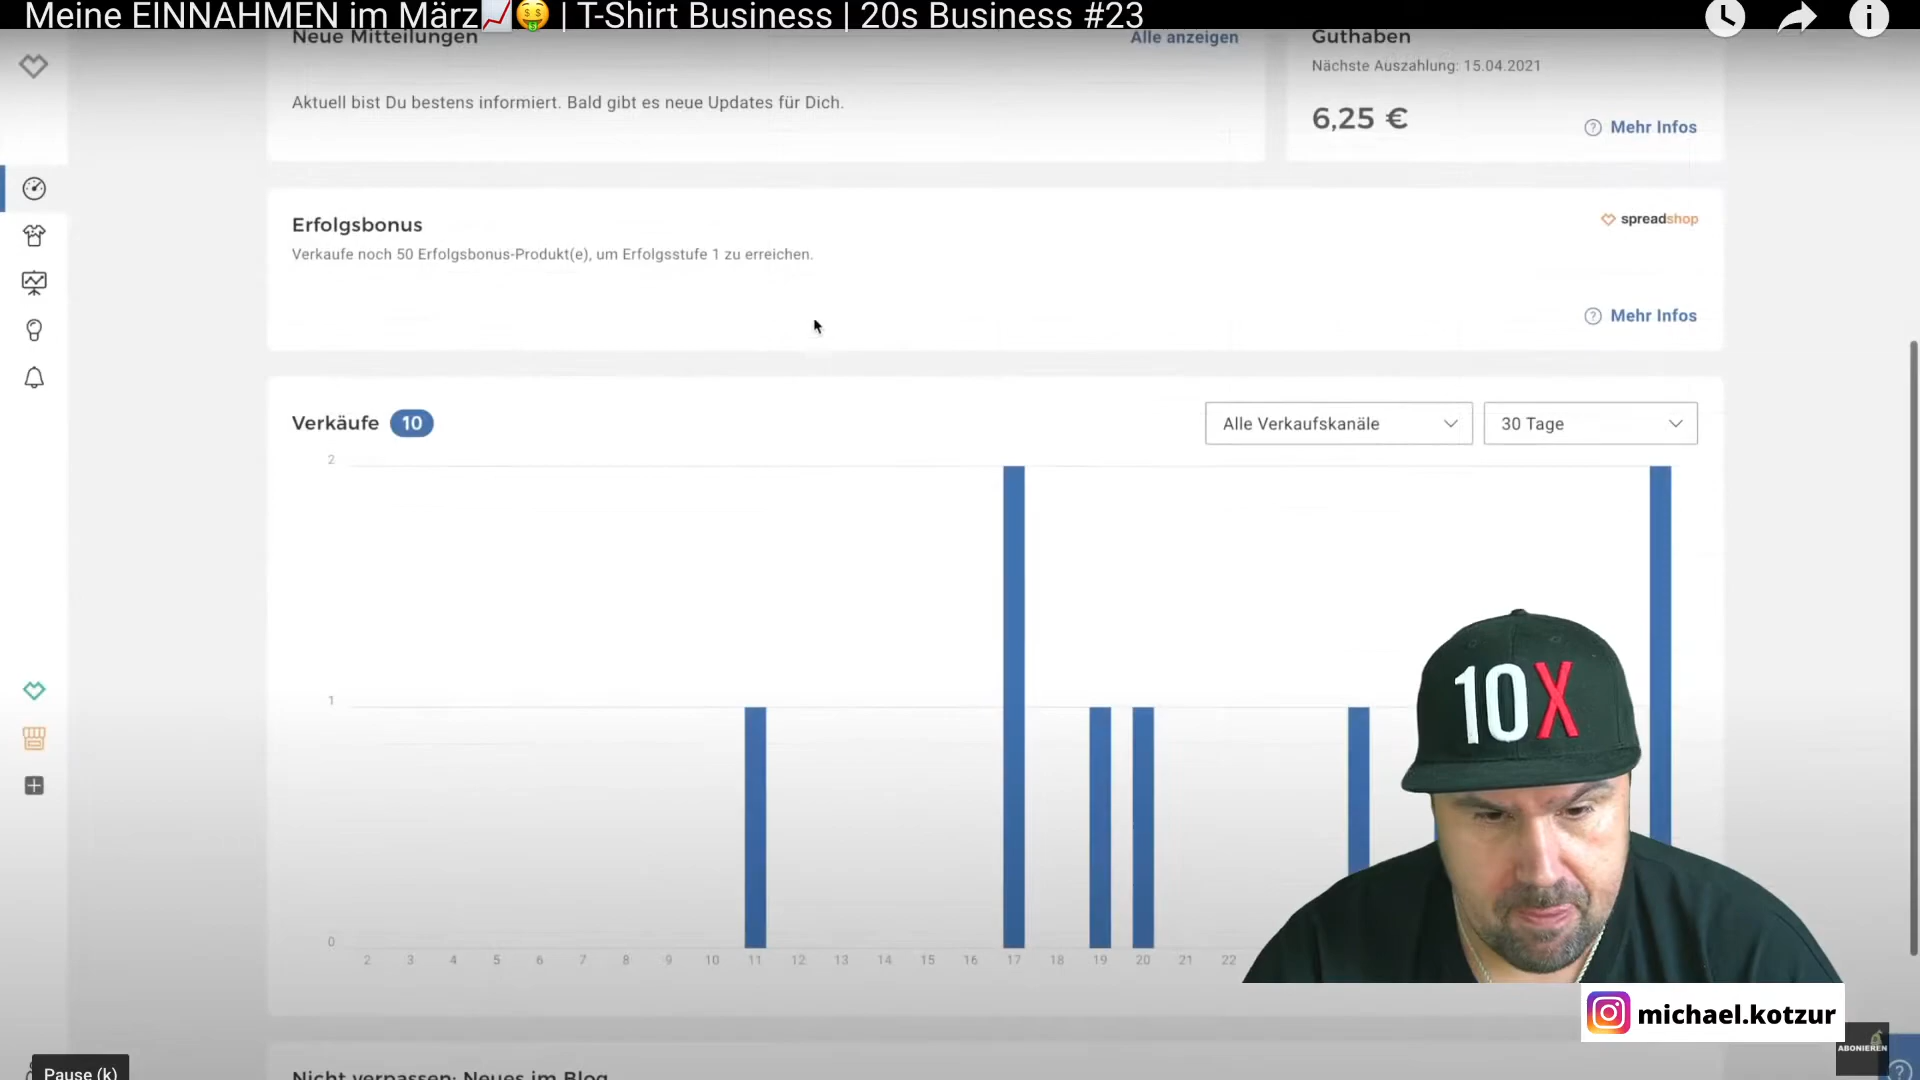 Meine EINNAHMEN im März📈🤑 | T-Shirt Business | 20s Business #23
Neue Mitteilungen
Alle anzeigen
Aktuell bist Du bestens informiert. Bald gibt es neue Updates für Dich.
Guthaben
Nächste Auszahlung: 15.04.2021
6,25 €
? Mehr Infos
Erfolgsbonus
spreadshop
Verkaufe noch 50 Erfolgsbonus-Produkt(e), um Erfolgsstufe 1 zu erreichen.
? Mehr Infos
Verkäufe 10
Alle Verkaufskanäle
30 Tage
2
1
0
2 3 4 5 6 7 8 9 10 11 12 13 14 15 16 17 18 19 20 21 22
10X
michael.kotzur
ABONIEREN
?
Nicht verpassen: Neues im Blog
Pause (k)